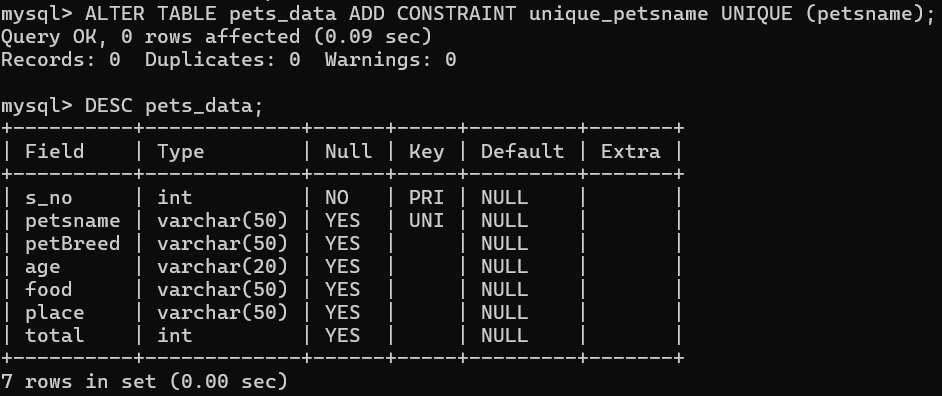 mysql> ALTER TABLE pets_data ADD CONSTRAINT unique_petsname UNIQUE (petsname);
Query OK, 0 rows affected (0.09 sec)
Records: 0  Duplicates: 0  Warnings: 0

mysql> DESC pets_data;
+----------+-------------+------+-----+---------+-------+
| Field    | Type        | Null | Key | Default | Extra |
+----------+-------------+------+-----+---------+-------+
| s_no     | int         | NO   | PRI | NULL    |       |
| petsname | varchar(50) | YES  | UNI | NULL    |       |
| petBreed | varchar(50) | YES  |     | NULL    |       |
| age      | varchar(20) | YES  |     | NULL    |       |
| food     | varchar(50) | YES  |     | NULL    |       |
| place    | varchar(50) | YES  |     | NULL    |       |
| total    | int         | YES  |     | NULL    |       |
+----------+-------------+------+-----+---------+-------+
7 rows in set (0.00 sec)